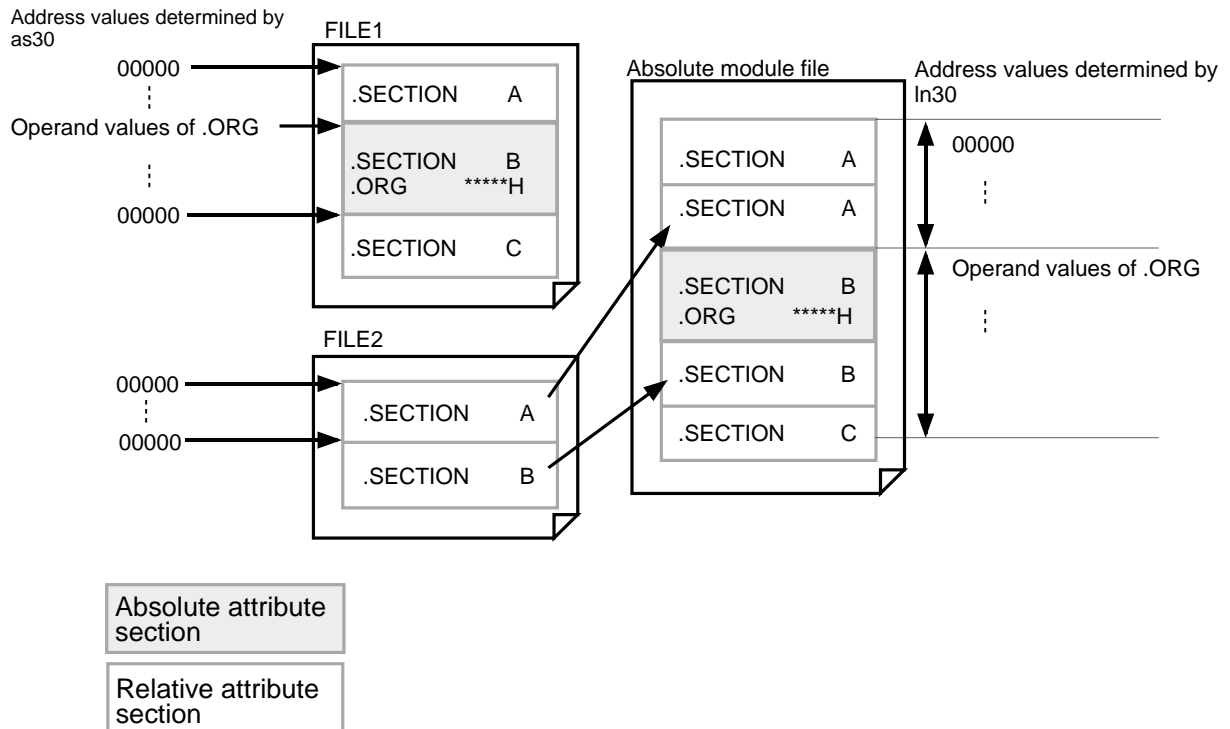 Address values determined by
as30
00000
Operand values of .ORG
00000
FILE1
.SECTION A
.SECTION B
.ORG *****H
.SECTION C
00000
00000
FILE2
.SECTION A
.SECTION B
Absolute module file
.SECTION A
.SECTION A
.SECTION B
.ORG *****H
.SECTION B
.SECTION C
Address values determined by
ln30
00000
Operand values of .ORG
Absolute attribute
section
Relative attribute
section